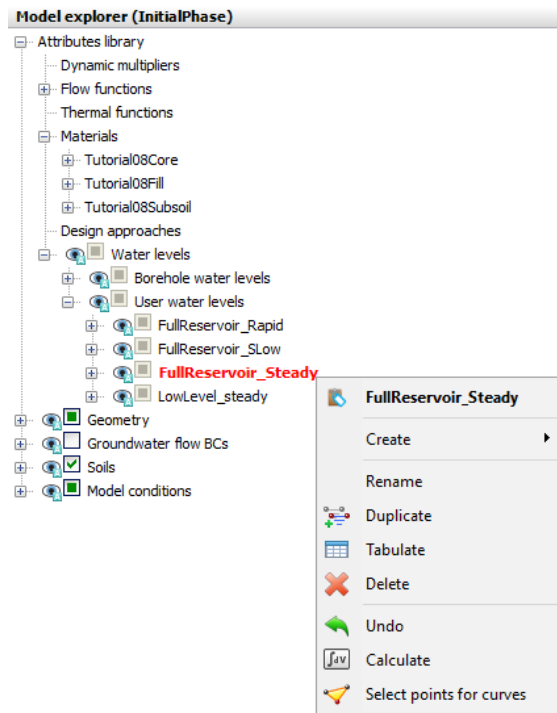 Model explorer (InitialPhase)
Attributes library
Dynamic multipliers
Flow functions
Thermal functions
Materials
Tutorial08Core
Tutorial08Fill
Tutorial08Subsoil
Design approaches
Water levels
Borehole water levels
User water levels
FullReservoir_Rapid
FullReservoir_SLow
FullReservoir_Steady
LowLevel_steady
Geometry
Groundwater flow BCs
Soils
Model conditions
FullReservoir_Steady
Create
Rename
Duplicate
Tabulate
Delete
Undo
∫dV Calculate
Select points for curves